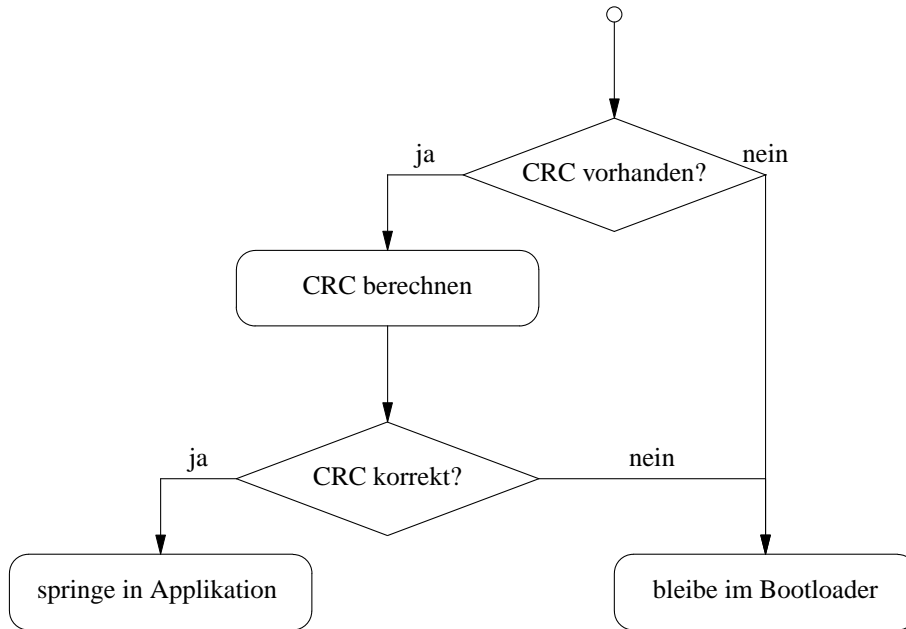 ja
nein
CRC vorhanden?
CRC berechnen
ja
CRC korrekt?
nein
springe in Applikation
bleibe im Bootloader